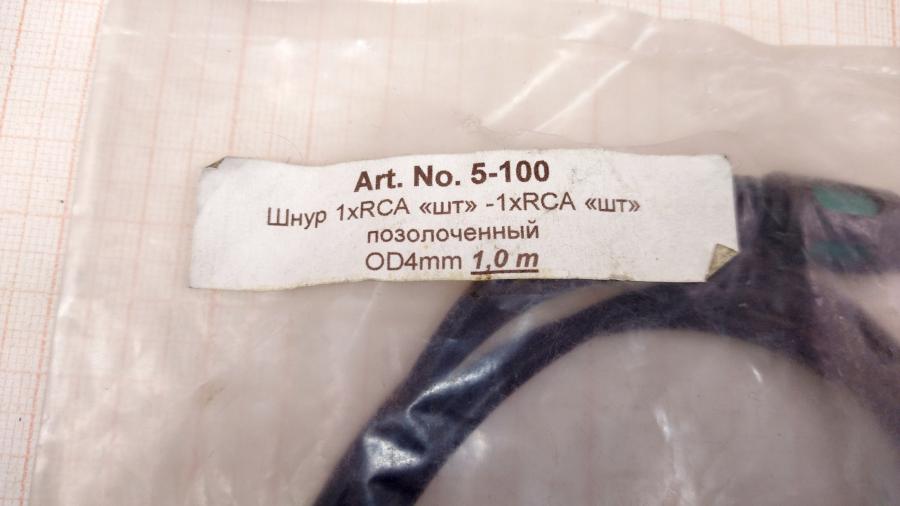 Art. No. 5-100
Шнур 1xRCA «шт» -1xRCA «шт»
позолоченный
OD4mm 1,0 m